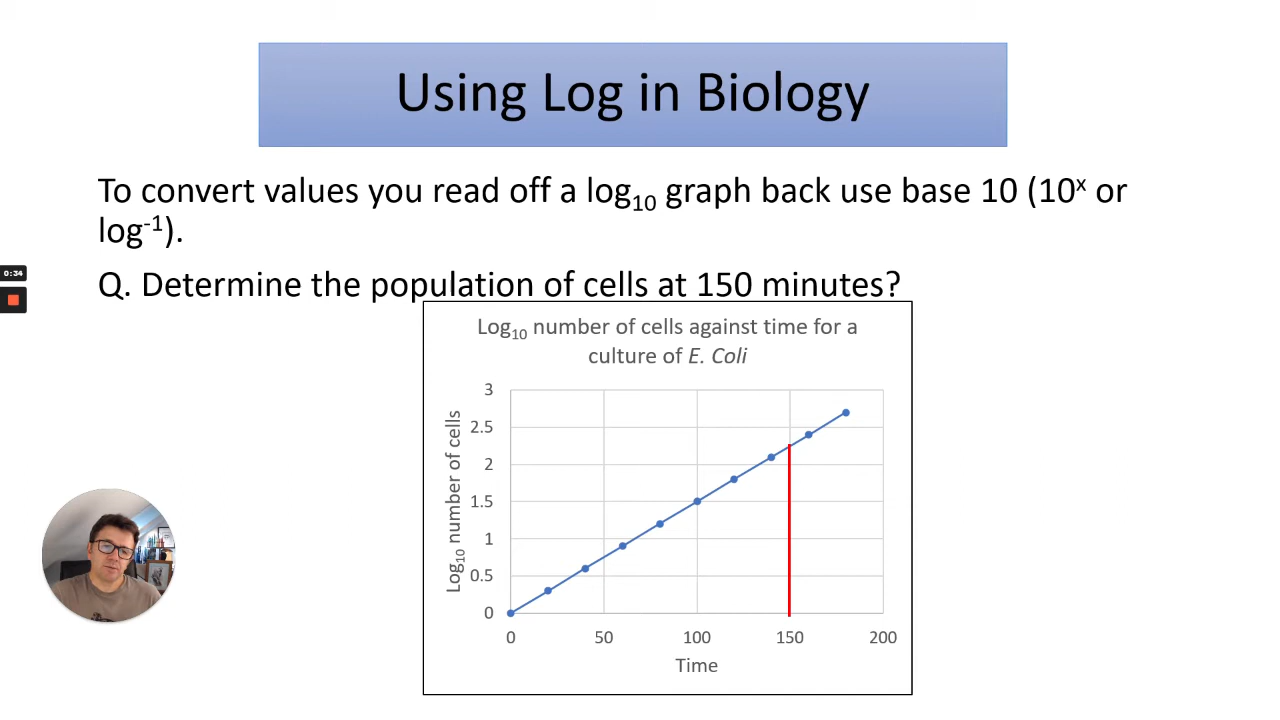 Using Log in Biology
To convert values you read off a log₁₀ graph back use base 10 (10ˣ or
log⁻¹).
0:34
Q. Determine the population of cells at 150 minutes?
Log₁₀ number of cells against time for a
culture of E. Coli
Log₁₀ number of cells
3
2.5
2
1.5
1
0.5
0
0 50 100 150 200
Time